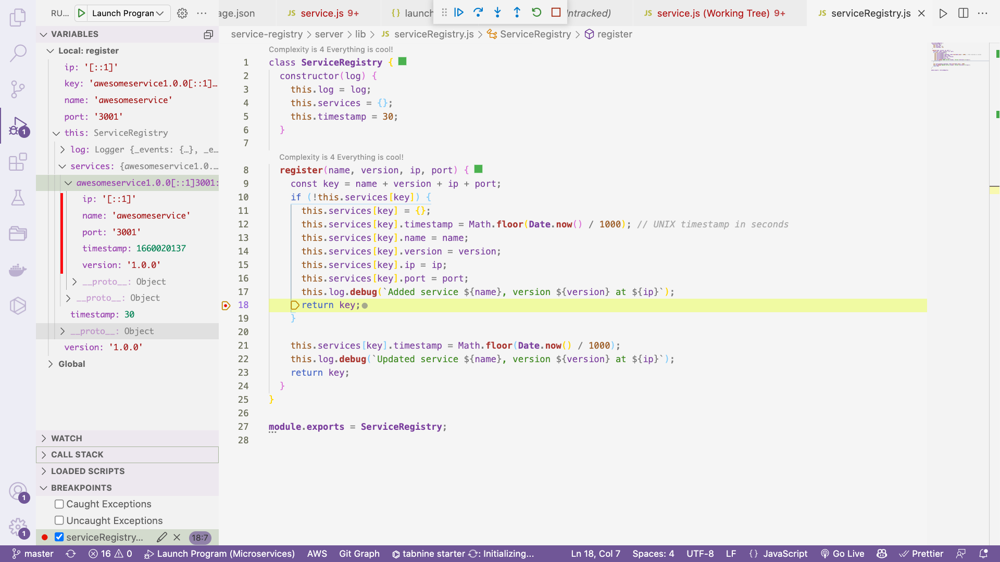 RU... Launch Program
age.json
JS service.js 9+
{} launch
Untracked)
JS service.js (Working Tree) 9+
JS serviceRegistry.js
service-registry > server > lib > JS serviceRegistry.js > ServiceRegistry > register
VARIABLES
Local: register
ip: '[::1]'
key: 'awesomeservice1.0.0[::1]…
name: 'awesomeservice'
port: '3001'
this: ServiceRegistry
log: Logger {_events: {…}, _e…
services: {awesomeservice1.0.…
awesomeservice1.0.0[::1]3001:
ip: '[::1]'
name: 'awesomeservice'
port: '3001'
timestamp: 1660020137
version: '1.0.0'
__proto__: Object
__proto__: Object
timestamp: 30
__proto__: Object
version: '1.0.0'
Global
WATCH
CALL STACK
LOADED SCRIPTS
BREAKPOINTS
Caught Exceptions
Uncaught Exceptions
serviceRegistry... 18:7
1
1
1
Complexity is 4 Everything is cool!
1 class ServiceRegistry {
2 constructor(log) {
3 this.log = log;
4 this.services = {};
5 this.timestamp = 30;
6 }
7
Complexity is 4 Everything is cool!
8 register(name, version, ip, port) {
9 const key = name + version + ip + port;
10 if (!this.services[key]) {
11 this.services[key] = {};
12 this.services[key].timestamp = Math.floor(Date.now() / 1000); // UNIX timestamp in seconds
13 this.services[key].name = name;
14 this.services[key].version = version;
15 this.services[key].ip = ip;
16 this.services[key].port = port;
17 this.log.debug(`Added service ${name}, version ${version} at ${ip}`);
18 return key;
19 }
20
21 this.services[key].timestamp = Math.floor(Date.now() / 1000);
22 this.log.debug(`Updated service ${name}, version ${version} at ${ip}`);
23 return key;
24 }
25 }
26
27 module.exports = ServiceRegistry;
28
master 16 0 Launch Program (Microservices) AWS Git Graph tabnine starter : Initializing... Ln 18, Col 7 Spaces: 4 UTF-8 LF {} JavaScript Go Live Prettier